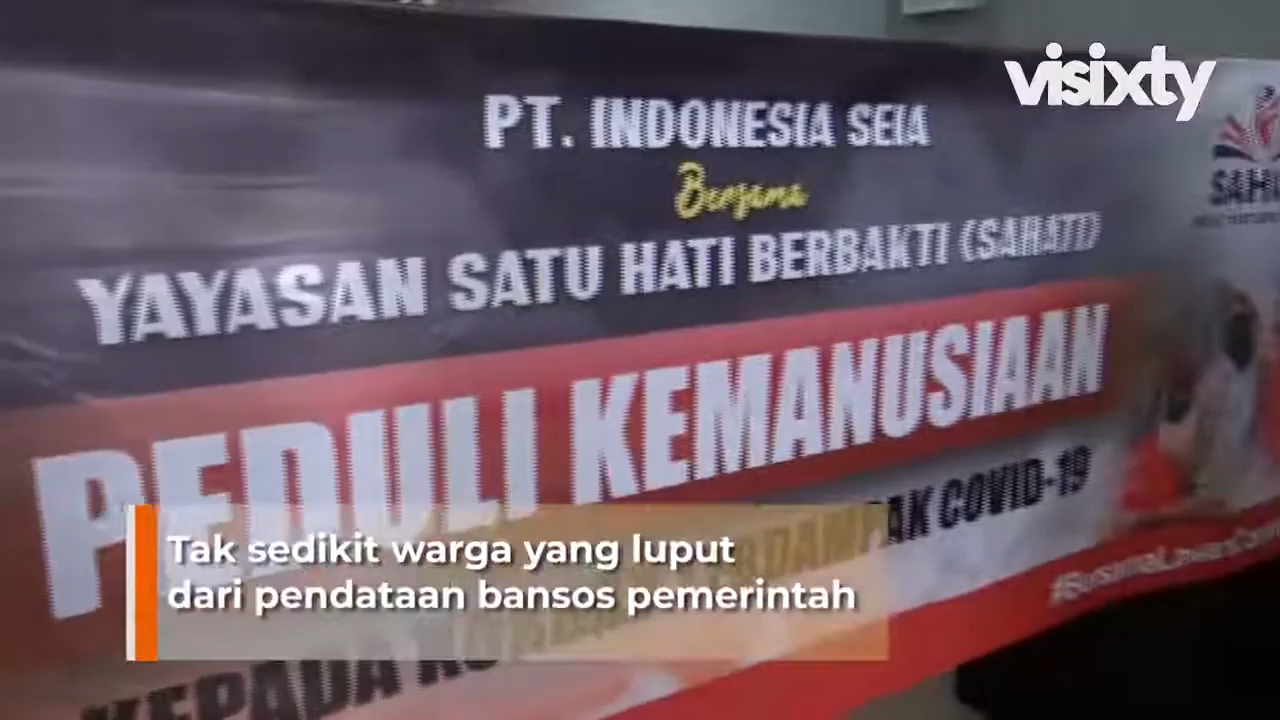 visixty
PT. INDONESIA SEIA
Bersama
YAYASAN SATU HATI BERBAKTI (SAHATI)
PEDULI KEMANUSIAAN
COVID-19
Tak sedikit warga yang luput
dari pendataan bansos pemerintah
KEPADA